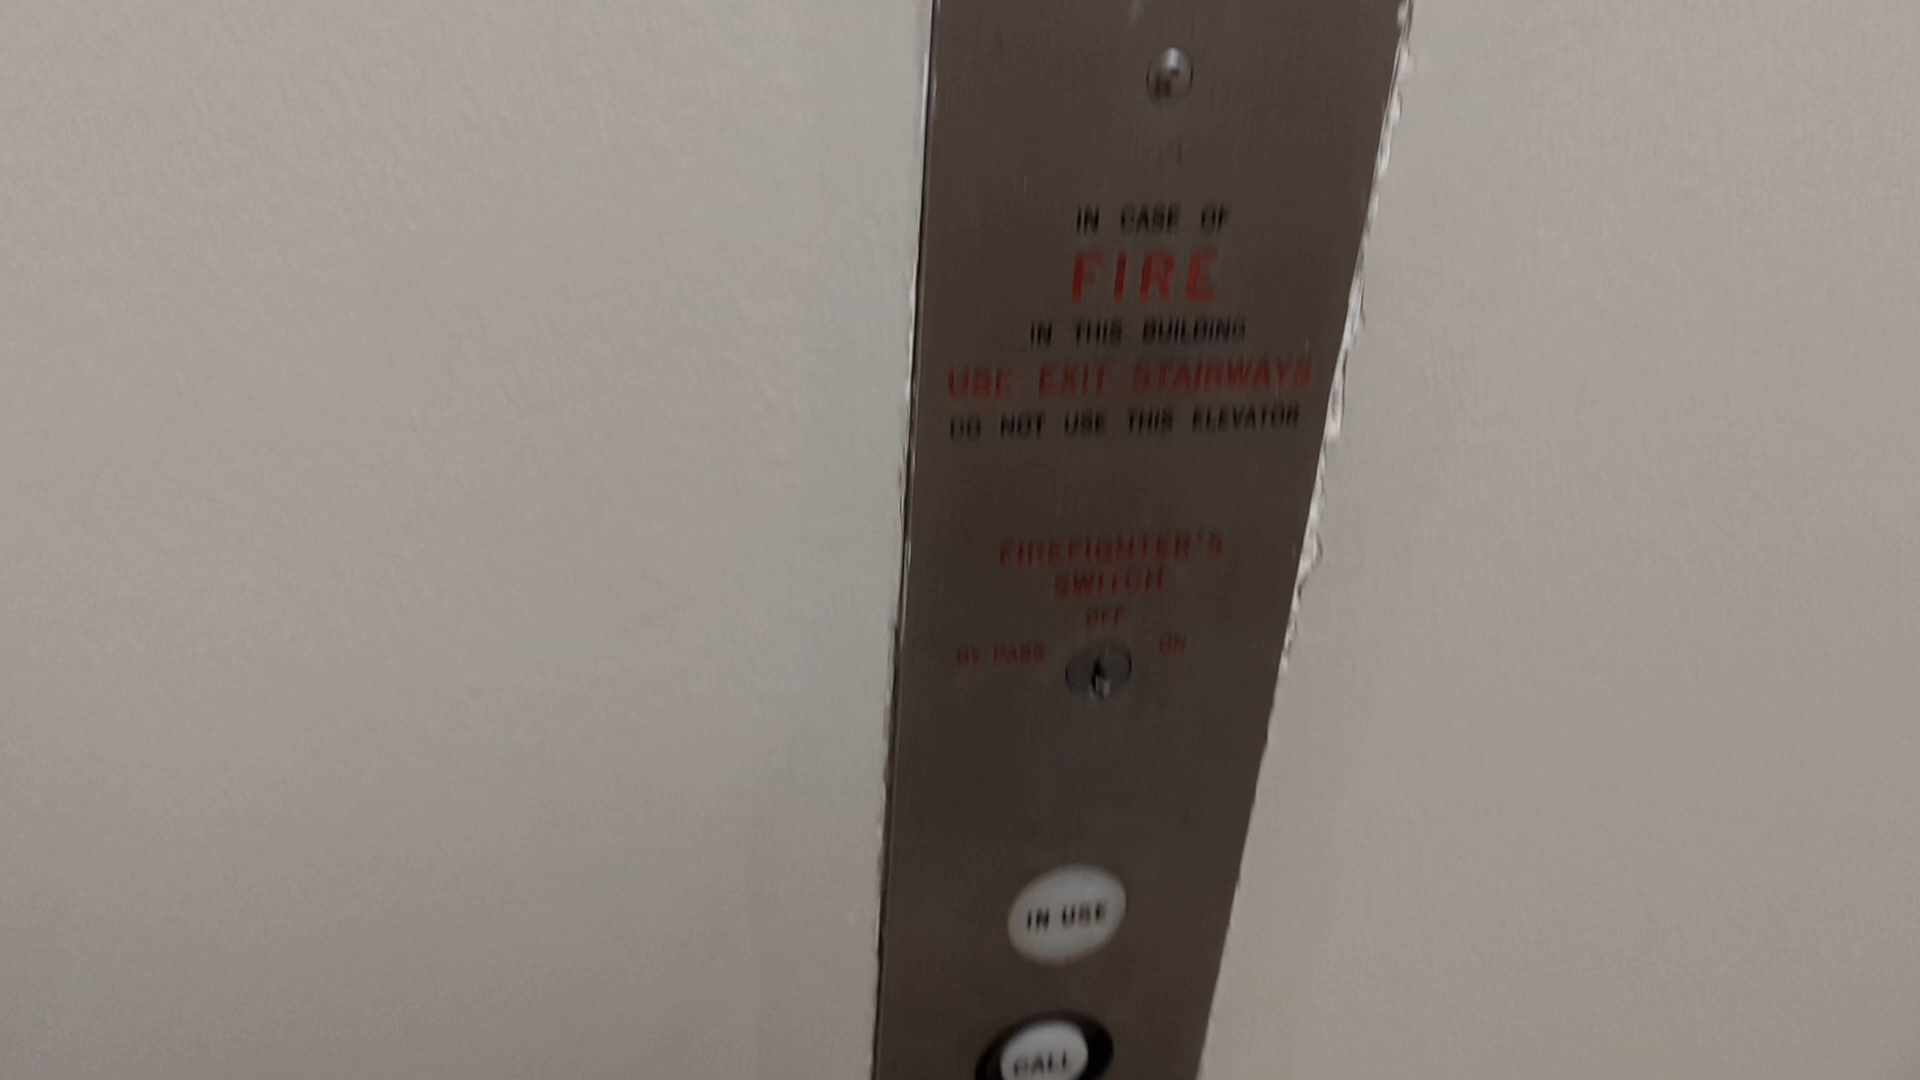 IN CASE OF
FIRE
IN THIS BUILDING
USE EXIT STAIRWAYS
DO NOT USE THIS ELEVATOR
FIREFIGHTER'S
SWITCH
OFF
BY-PASS ON
IN USE
CALL